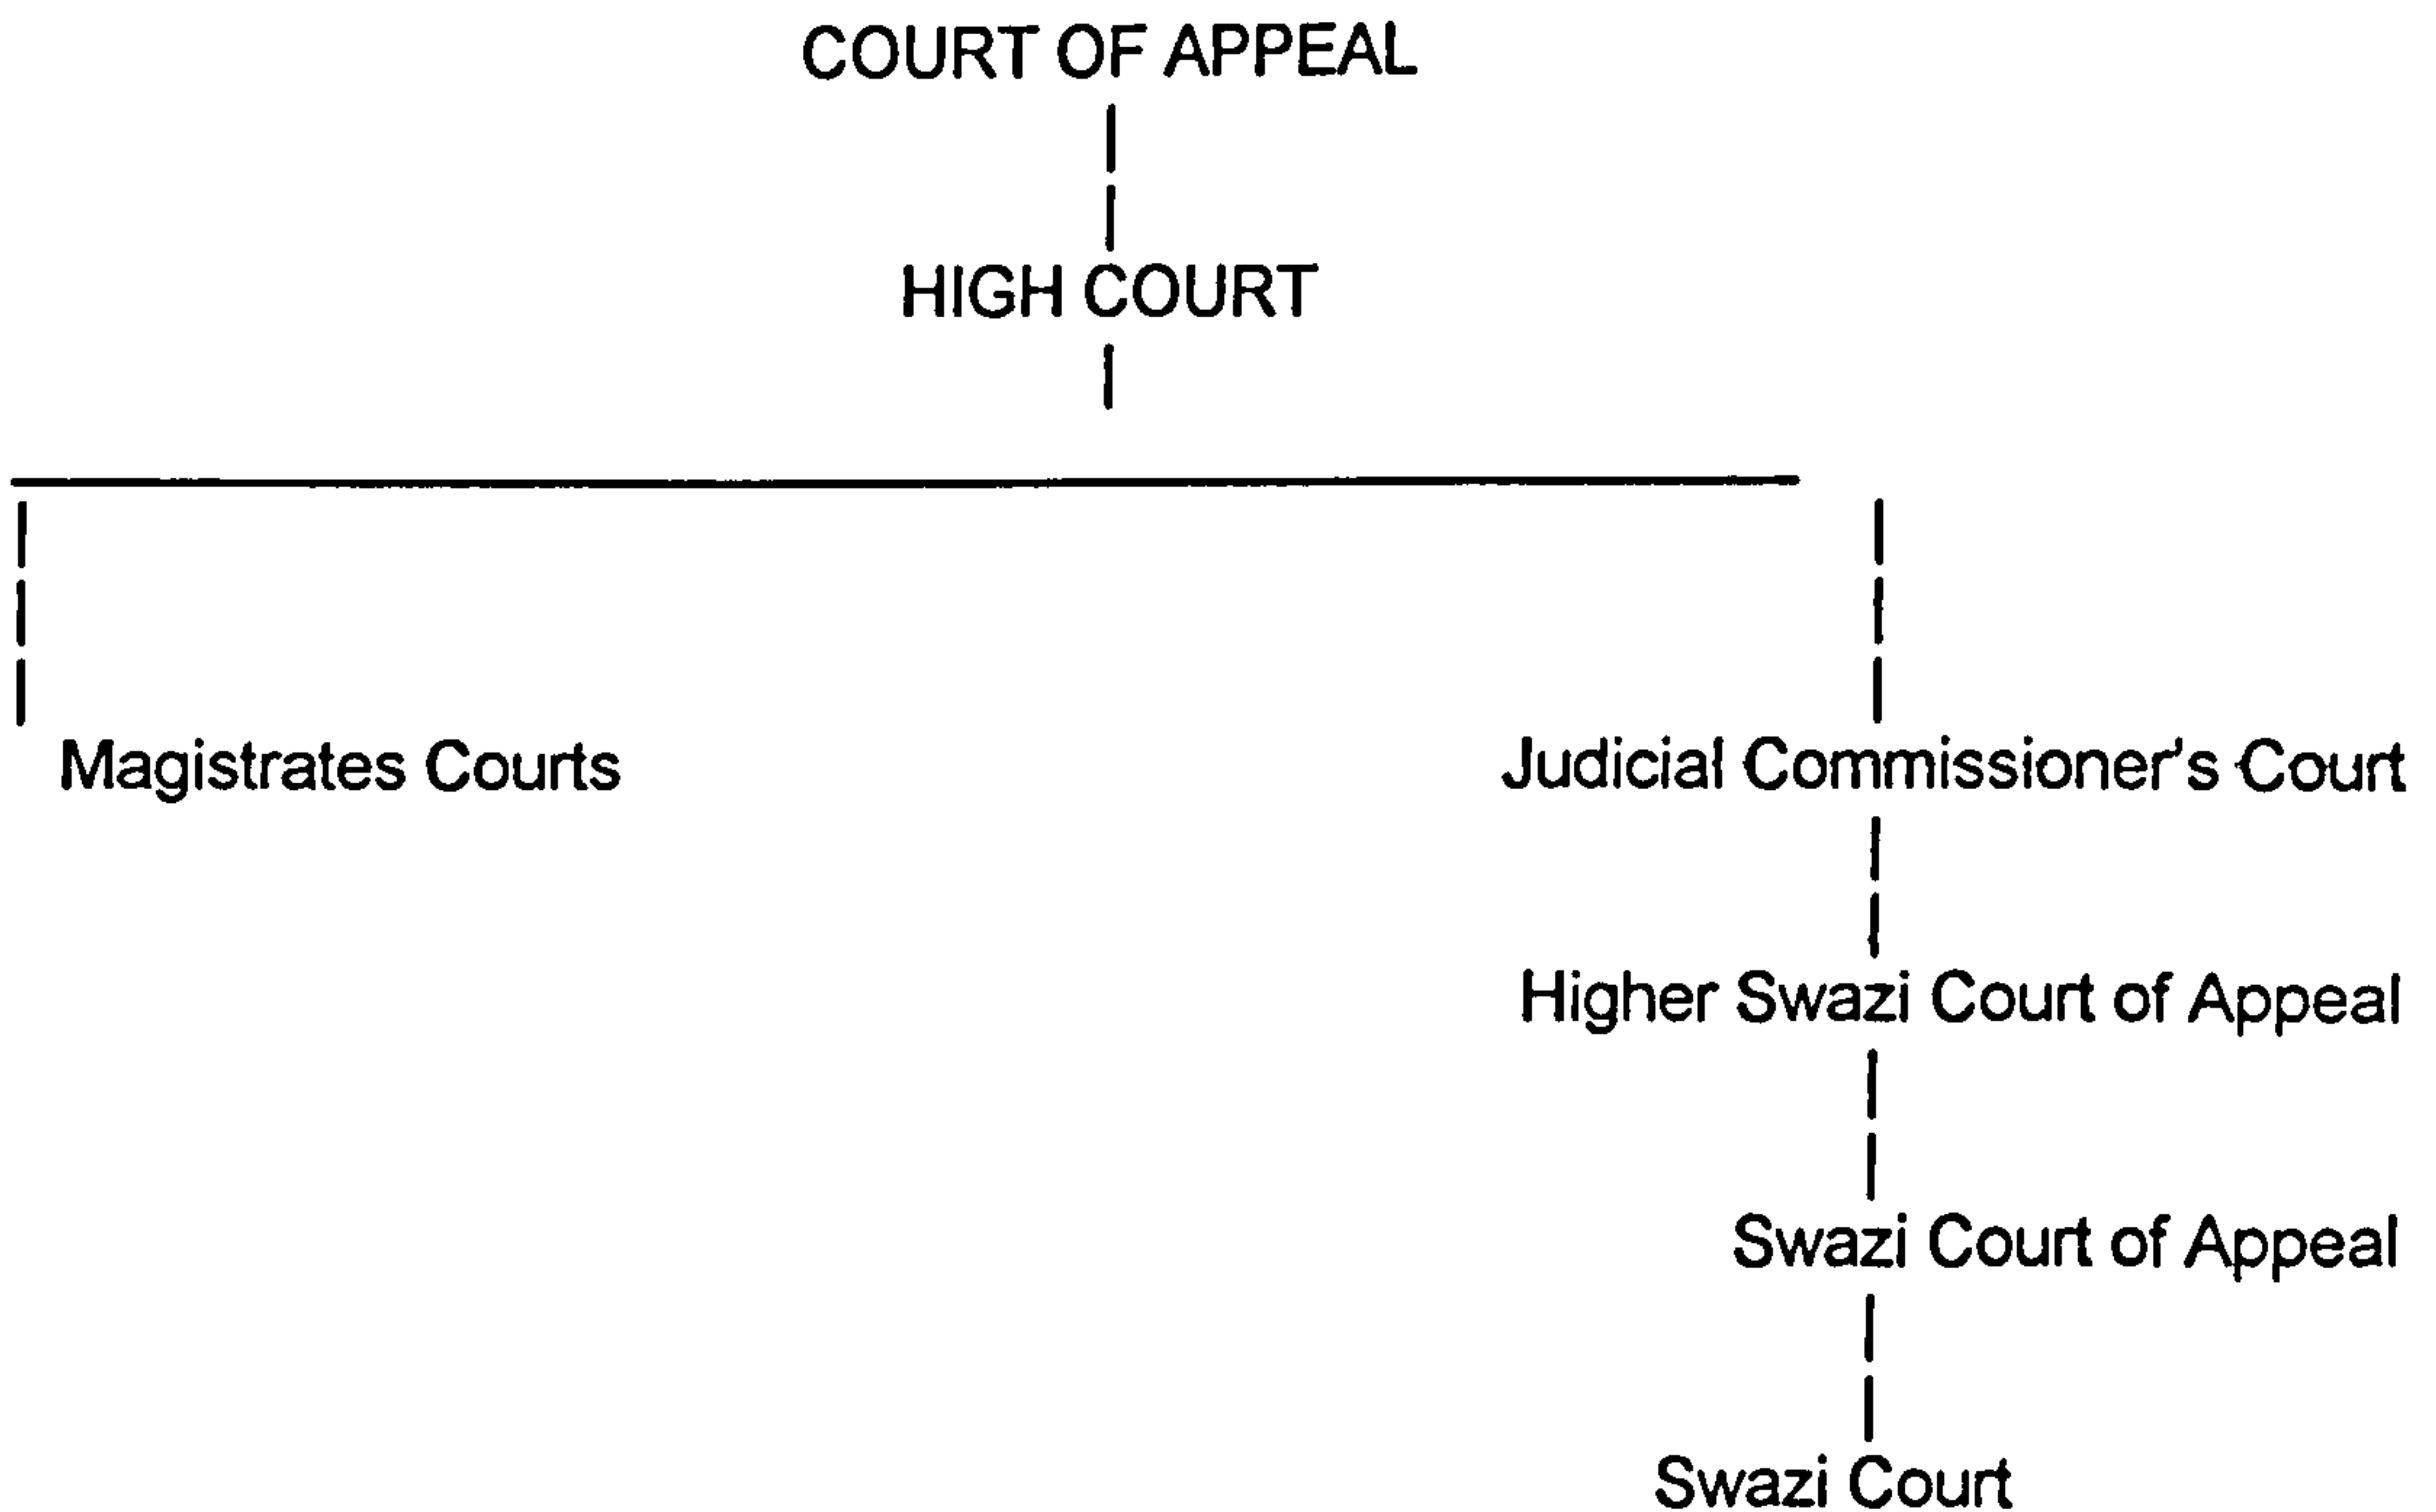 COURT OF APPEAL
HIGH COURT
Magistrates Courts
Judicial Commissioner's Court
Higher Swazi Court of Appeal
Swazi Court of Appeal
Swazi Court